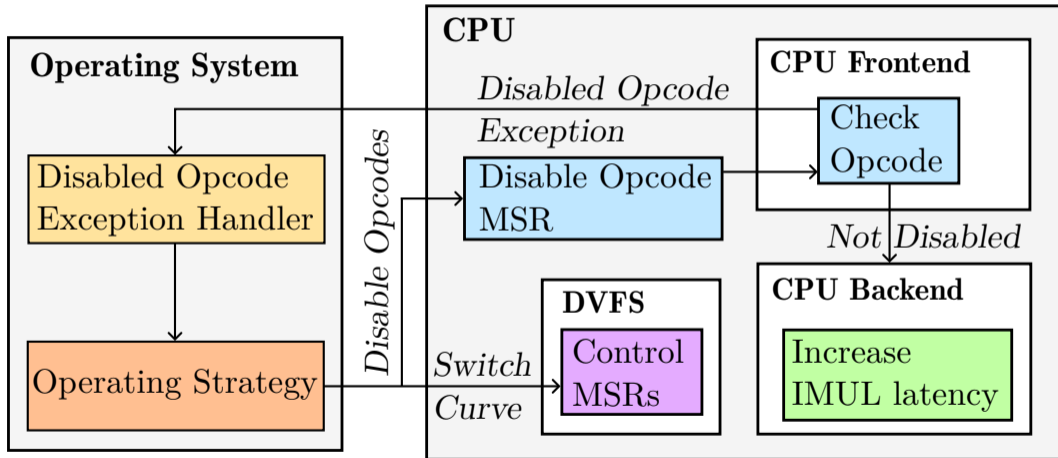 Operating System
Disabled Opcode
Exception Handler
Operating Strategy
Disable Opcodes
Switch
Curve
CPU
Disabled Opcode
Exception
Disable Opcode
MSR
CPU Frontend
Check
Opcode
Not Disabled
DVFS
Control
MSRs
CPU Backend
Increase
IMUL latency